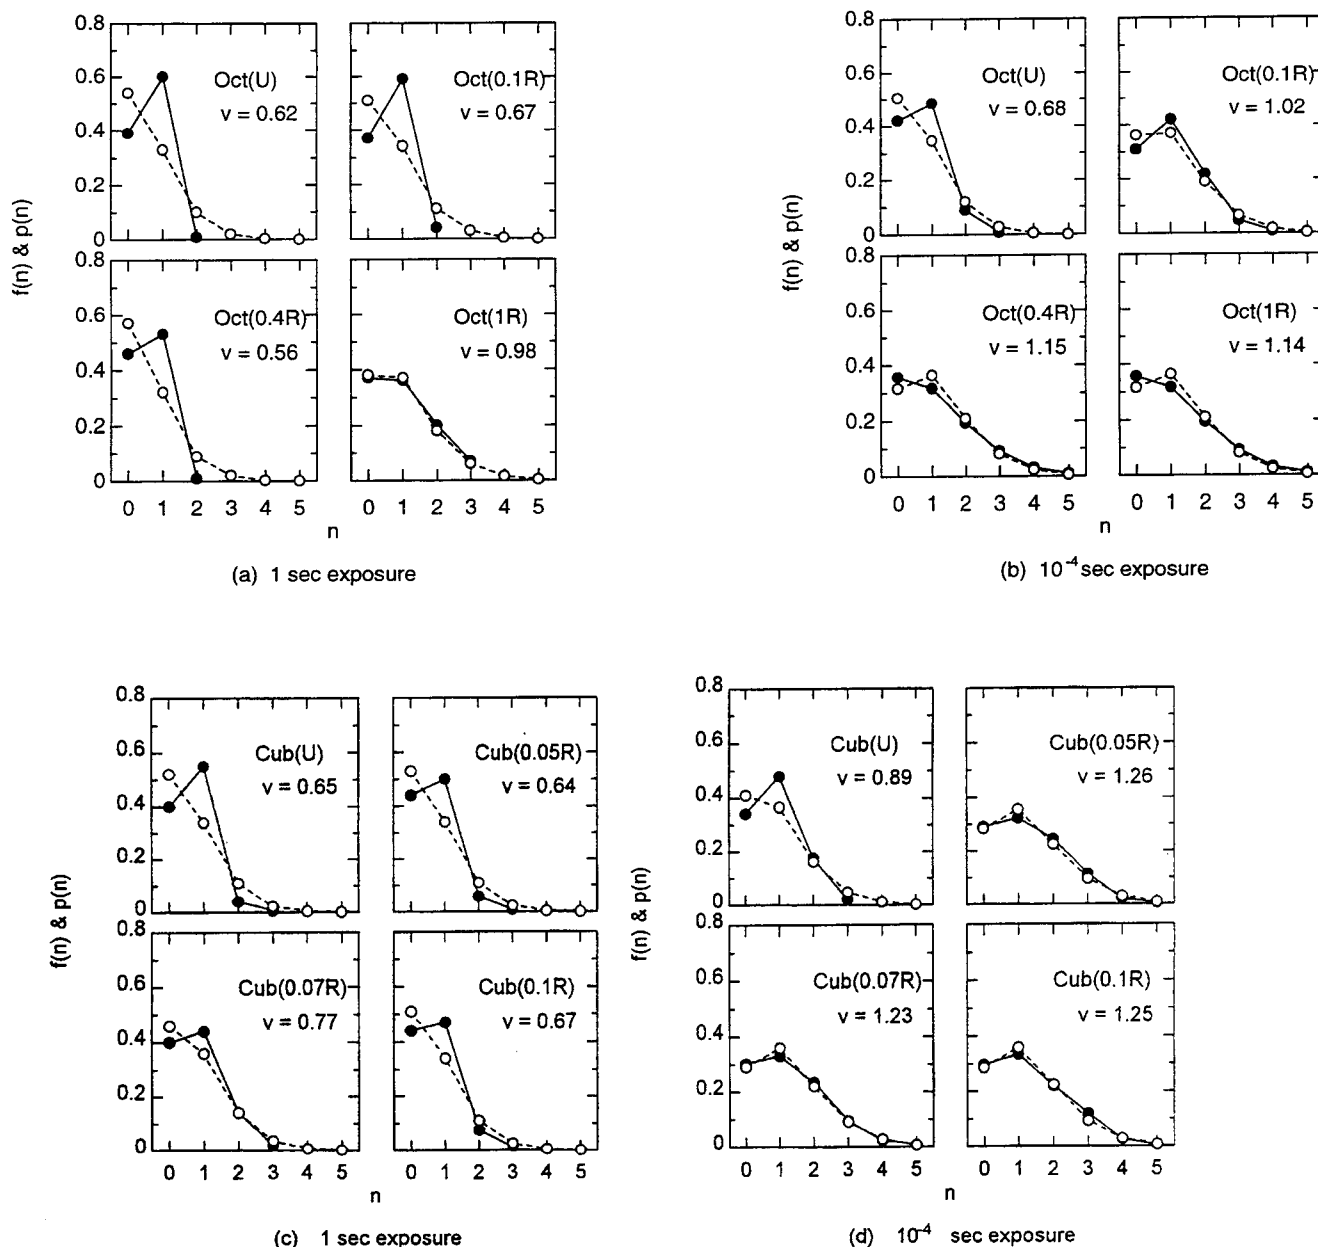 0.8
0.6
0.4
0.2
0
Oct(U)
v = 0.62
Oct(0.1R)
v = 0.67
0.8
0.6
0.4
0.2
0
Oct(0.4R)
v = 0.56
Oct(1R)
v = 0.98
f(n) & p(n)
0 1 2 3 4 5 0 1 2 3 4 5
n
(a) 1 sec exposure
0.8
0.6
0.4
0.2
0
Oct(U)
v = 0.68
Oct(0.1R)
v = 1.02
0.8
0.6
0.4
0.2
0
Oct(0.4R)
v = 1.15
Oct(1R)
v = 1.14
f(n) & p(n)
0 1 2 3 4 5 0 1 2 3 4 5
n
(b) 10⁻⁴ sec exposure
0.8
0.6
0.4
0.2
0
Cub(U)
v = 0.65
Cub(0.05R)
v = 0.64
0.8
0.6
0.4
0.2
0
Cub(0.07R)
v = 0.77
Cub(0.1R)
v = 0.67
f(n) & p(n)
0 1 2 3 4 5 0 1 2 3 4 5
n
(c) 1 sec exposure
0.8
0.6
0.4
0.2
0
Cub(U)
v = 0.89
Cub(0.05R)
v = 1.26
0.8
0.6
0.4
0.2
0
Cub(0.07R)
v = 1.23
Cub(0.1R)
v = 1.25
f(n) & p(n)
0 1 2 3 4 5 0 1 2 3 4 5
n
(d) 10⁻⁴ sec exposure